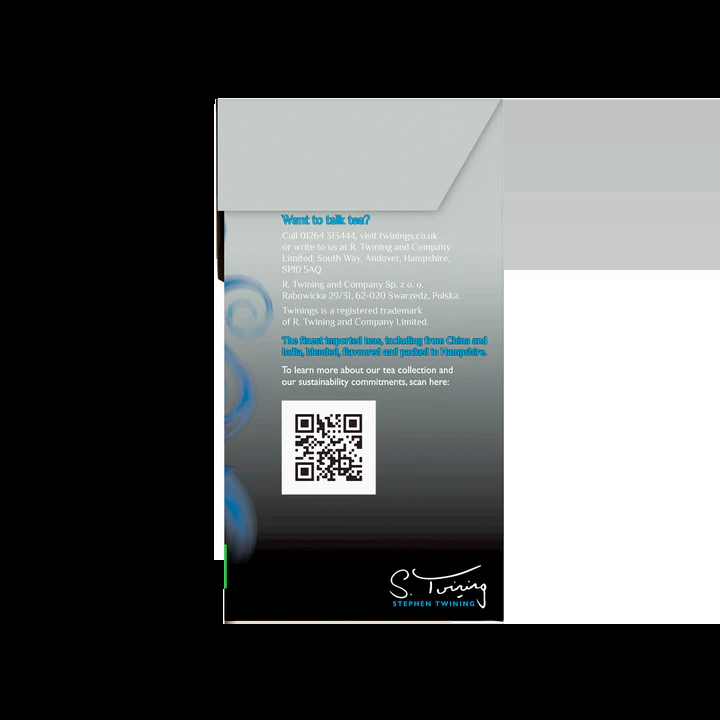 Want to talk tea?
Call 01264 313444, visit twinings.co.uk
or write to us at R. Twining and Company
Limited, South Way, Andover, Hampshire,
SP10 5AQ.
R. Twining and Company Sp. z o. o.
Rabowicka 29/31, 62-020 Swarzędz, Polska.
Twinings is a registered trademark
of R. Twining and Company Limited.
The finest imported teas, including from China and
India, blended, flavoured and packed in Hampshire.
To learn more about our tea collection and
our sustainability commitments, scan here:
S. Twining
STEPHEN TWINING